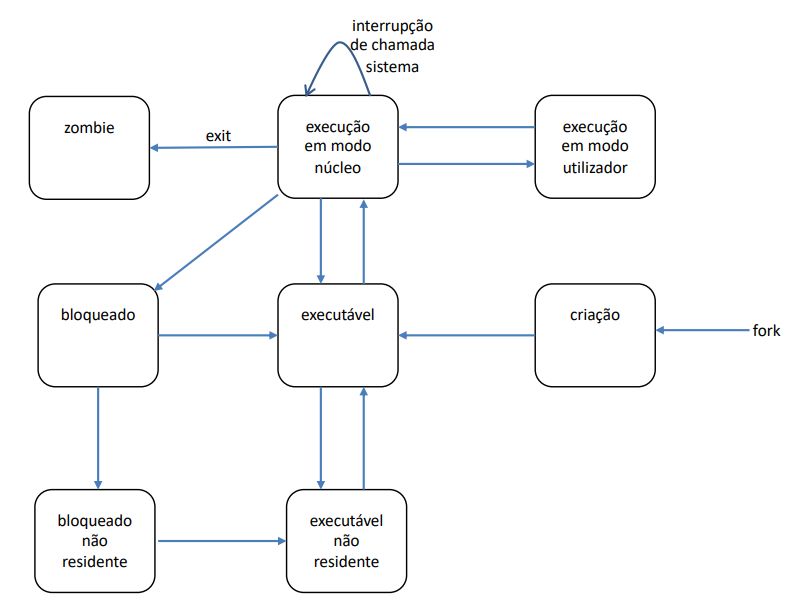 interrupção
de chamada
sistema
zombie
exit
execução
em modo
núcleo
execução
em modo
utilizador
bloqueado
executável
criação
fork
bloqueado
não
residente
executável
não
residente